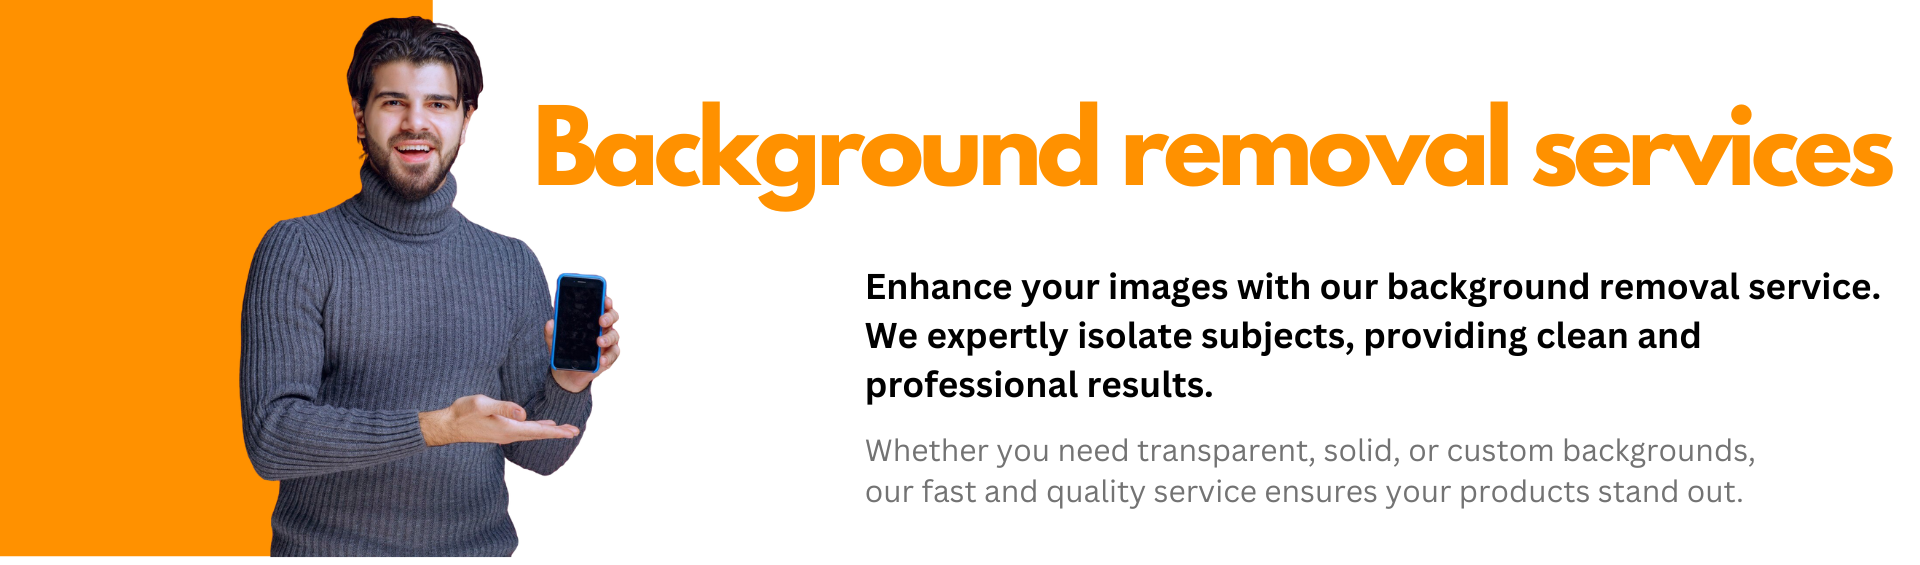 Background removal services
Enhance your images with our background removal service.
We expertly isolate subjects, providing clean and
professional results.
Whether you need transparent, solid, or custom backgrounds,
our fast and quality service ensures your products stand out.